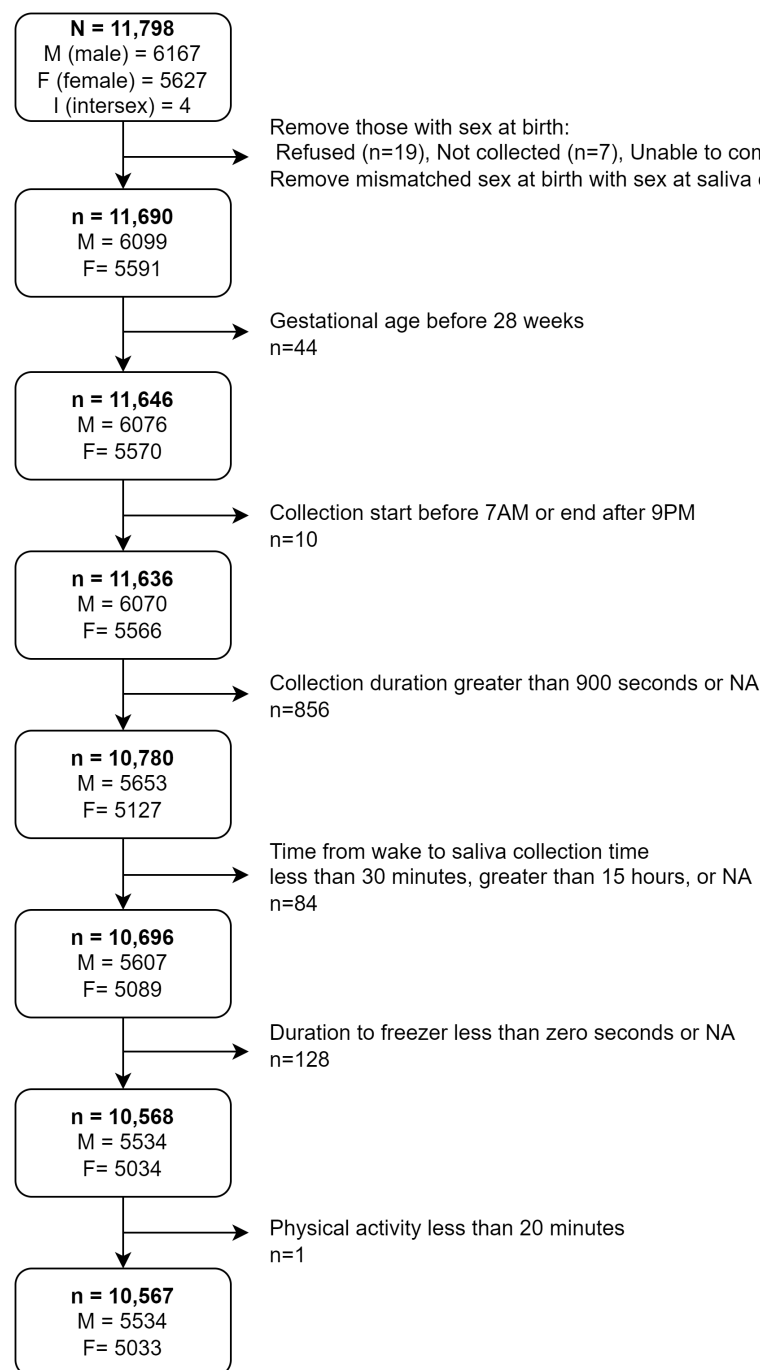 N = 11,798
M (male) = 6167
F (female) = 5627
I (intersex) = 4
Remove those with sex at birth:
Refused (n=19), Not collected (n=7), Unable to
Remove mismatched sex at birth with sex at saliva
n = 11,690
M = 6099
F= 5591
Gestational age before 28 weeks
n=44
n = 11,646
M = 6076
F= 5570
Collection start before 7AM or end after 9PM
n=10
n = 11,636
M = 6070
F= 5566
Collection duration greater than 900 seconds or NA
n=856
n = 10,780
M = 5653
F= 5127
Time from wake to saliva collection time
less than 30 minutes, greater than 15 hours, or NA
n=84
n = 10,696
M = 5607
F= 5089
Duration to freezer less than zero seconds or NA
n=128
n = 10,568
M = 5534
F= 5034
Physical activity less than 20 minutes
n=1
n = 10,567
M = 5534
F= 5033